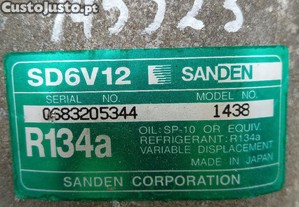 CustoJusto.pt
SD6V12 SANDEN
SERIAL NO. MODEL NO.
0683205344 1438
R134a
OIL: SP-10 OR EQUIV.
REFRIGERANT: R134a
VARIABLE DISPLACEMENT
MADE IN JAPAN
SANDEN CORPORATION